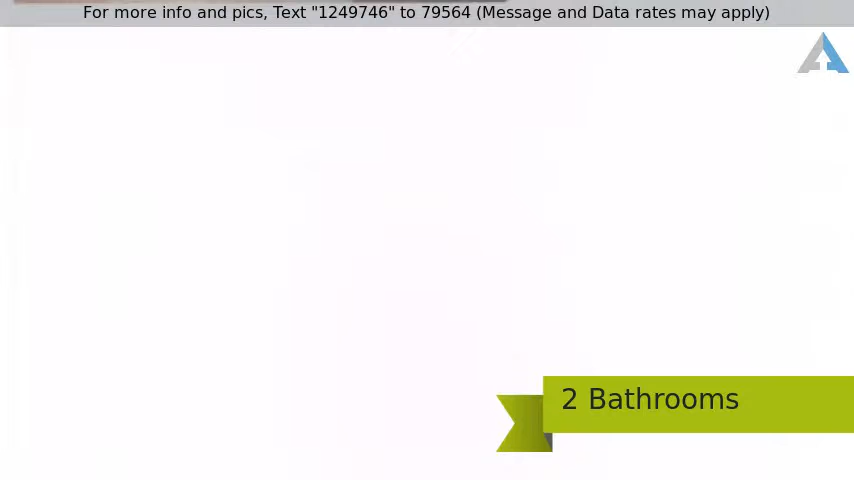 For more info and pics, Text "1249746" to 79564 (Message and Data rates may apply)
2 Bathrooms